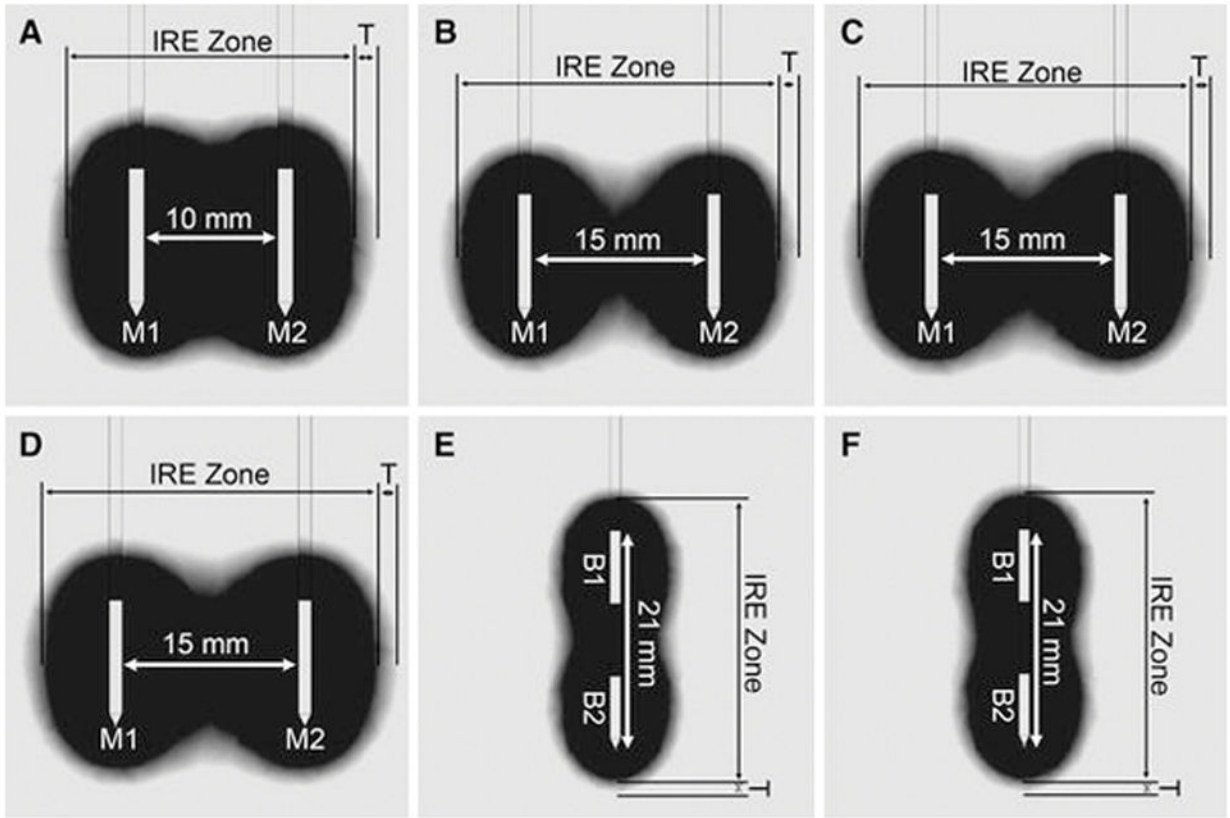 A
IRE Zone
T
10 mm
M1
M2
B
IRE Zone
T
15 mm
M1
M2
C
IRE Zone
T
15 mm
M1
M2
D
IRE Zone
T
15 mm
M1
M2
E
B1
B2
21 mm
IRE Zone
T
F
B1
B2
21 mm
IRE Zone
T